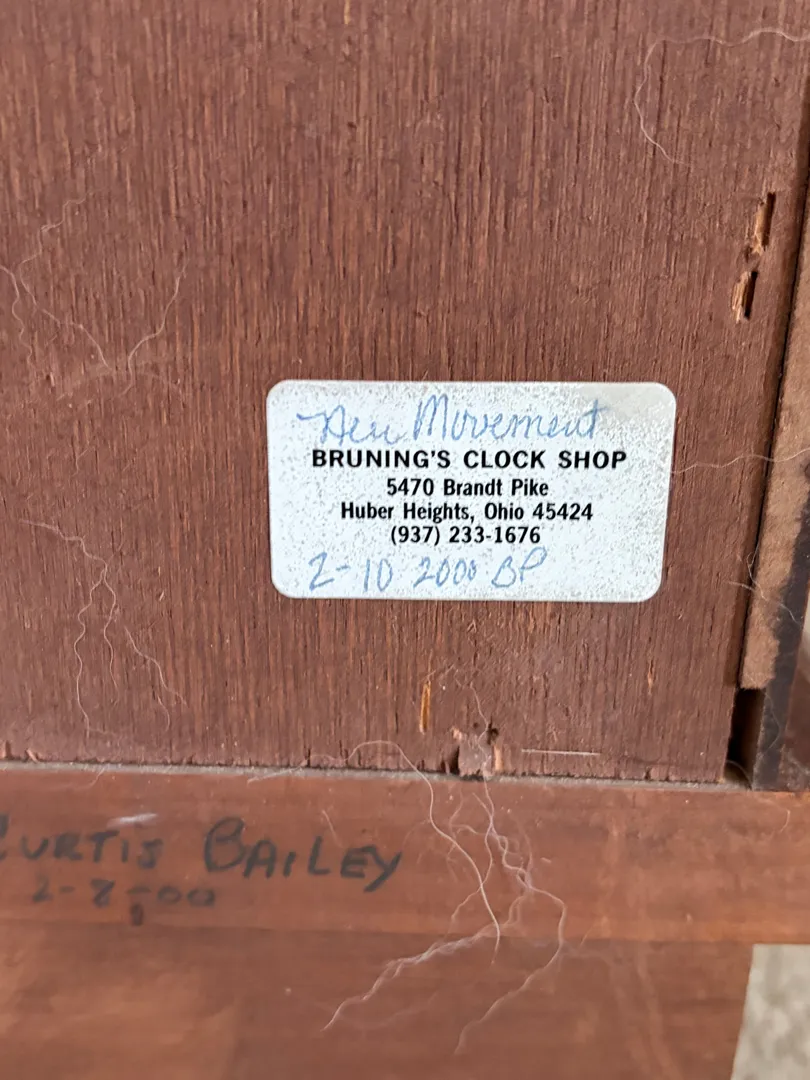 New Movement
BRUNING'S CLOCK SHOP
5470 Brandt Pike
Huber Heights, Ohio 45424
(937) 233-1676
2-10 2000 BP
CURTIS BAILEY
2-8-00